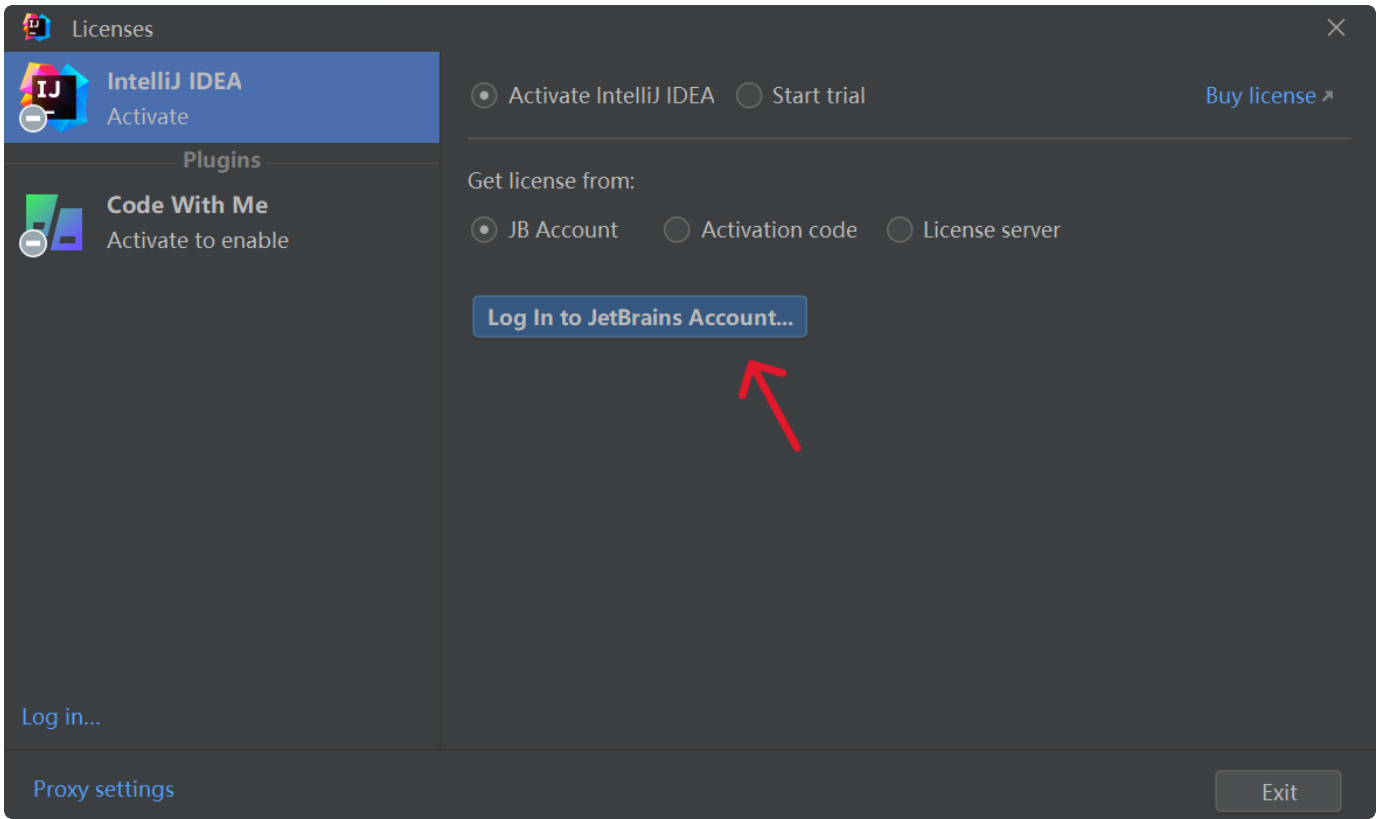 Licenses
IntelliJ IDEA
Activate
Plugins
Code With Me
Activate to enable
Log in...
Activate IntelliJ IDEA Start trial Buy license
Get license from:
JB Account Activation code License server
Log In to JetBrains Account...
Proxy settings
Exit